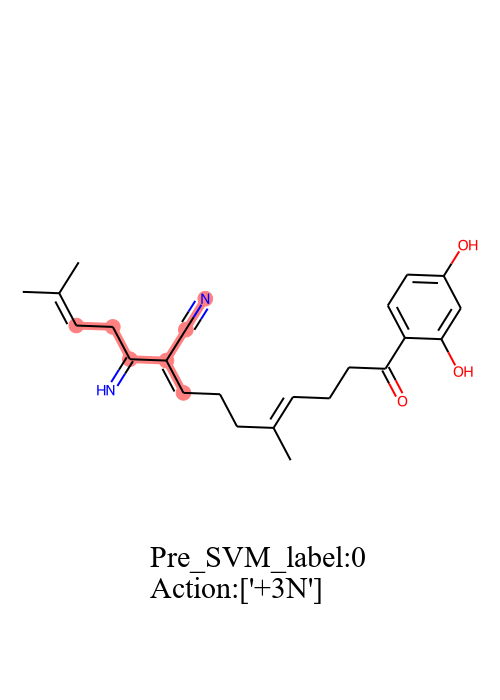 OH
N
HN
OH
O
Pre_SVM_label:0
Action:['+3N']